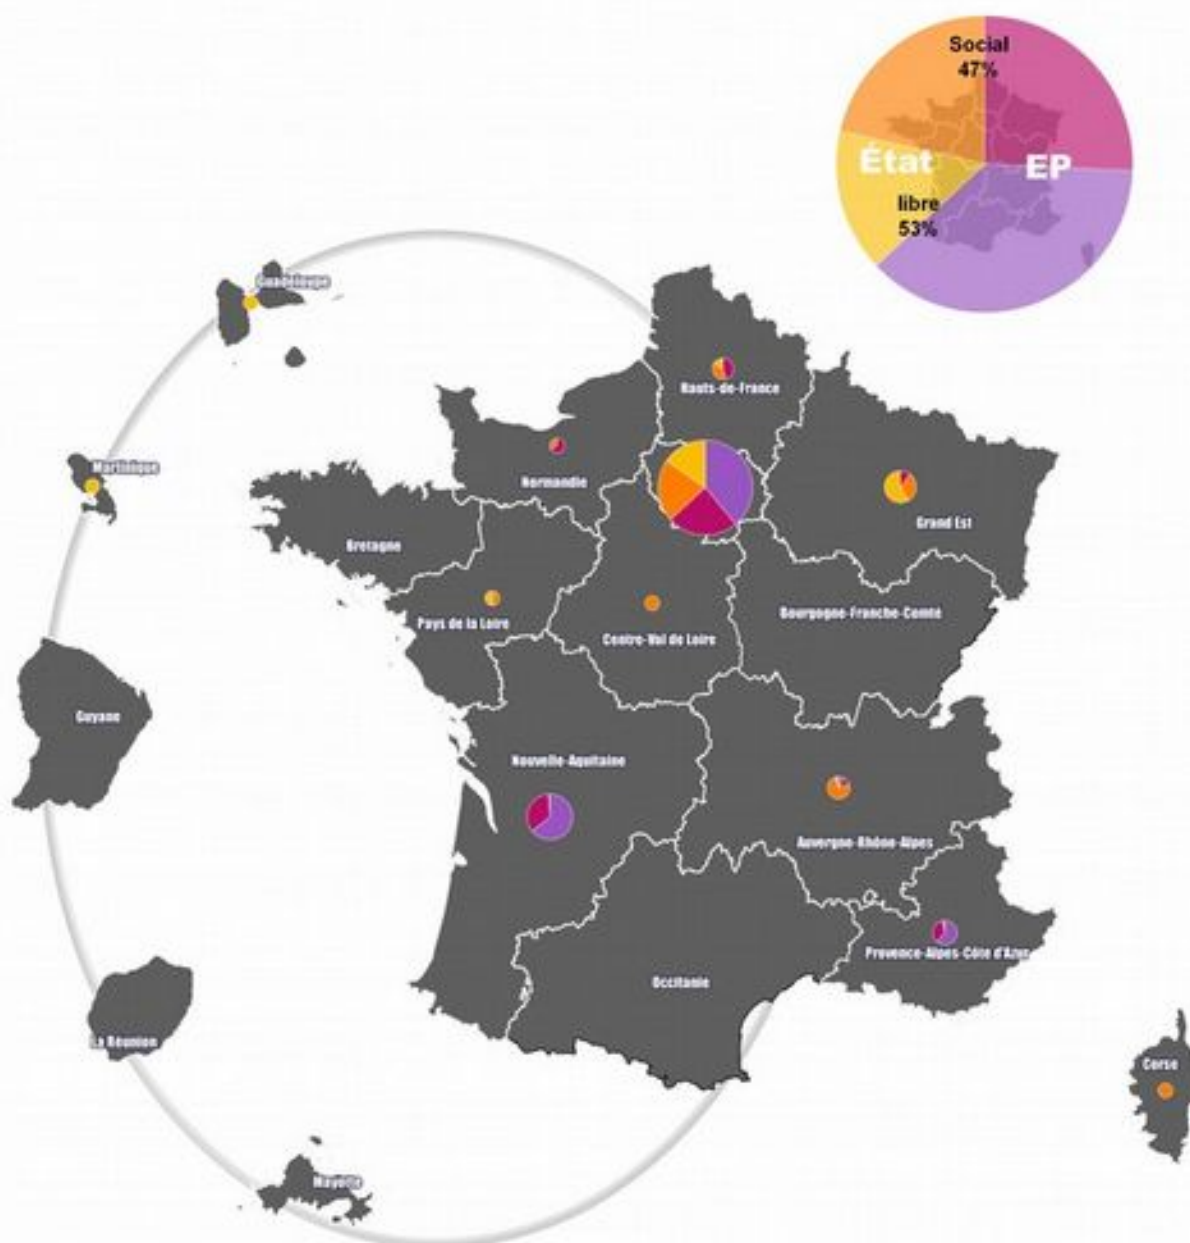 Social
47%
État
EP
libre
53%
Guadeloupe
Hauts-de-France
Martinique
Normandie
Grand Est
Bretagne
Pays de la Loire
Centre-Val de Loire
Bourgogne-Franche-Comté
Guyane
Nouvelle-Aquitaine
Auvergne-Rhône-Alpes
Provence-Alpes-Côte d'Azur
Occitanie
La Réunion
Corse
Mayotte